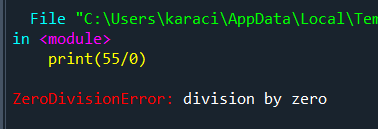 File "C:\Users\karaci\AppData\Local\Tem
in <module>
print(55/0)
ZeroDivisionError: division by zero